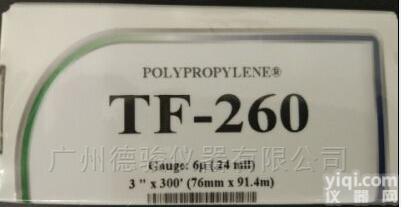 POLYPROPYLENE®
TF-260
广州德骏仪器有限公司
Gauge: 6μ (.24 mil)
3 " x 300' (76mm x 91.4m)
yiqi.com
仪器网